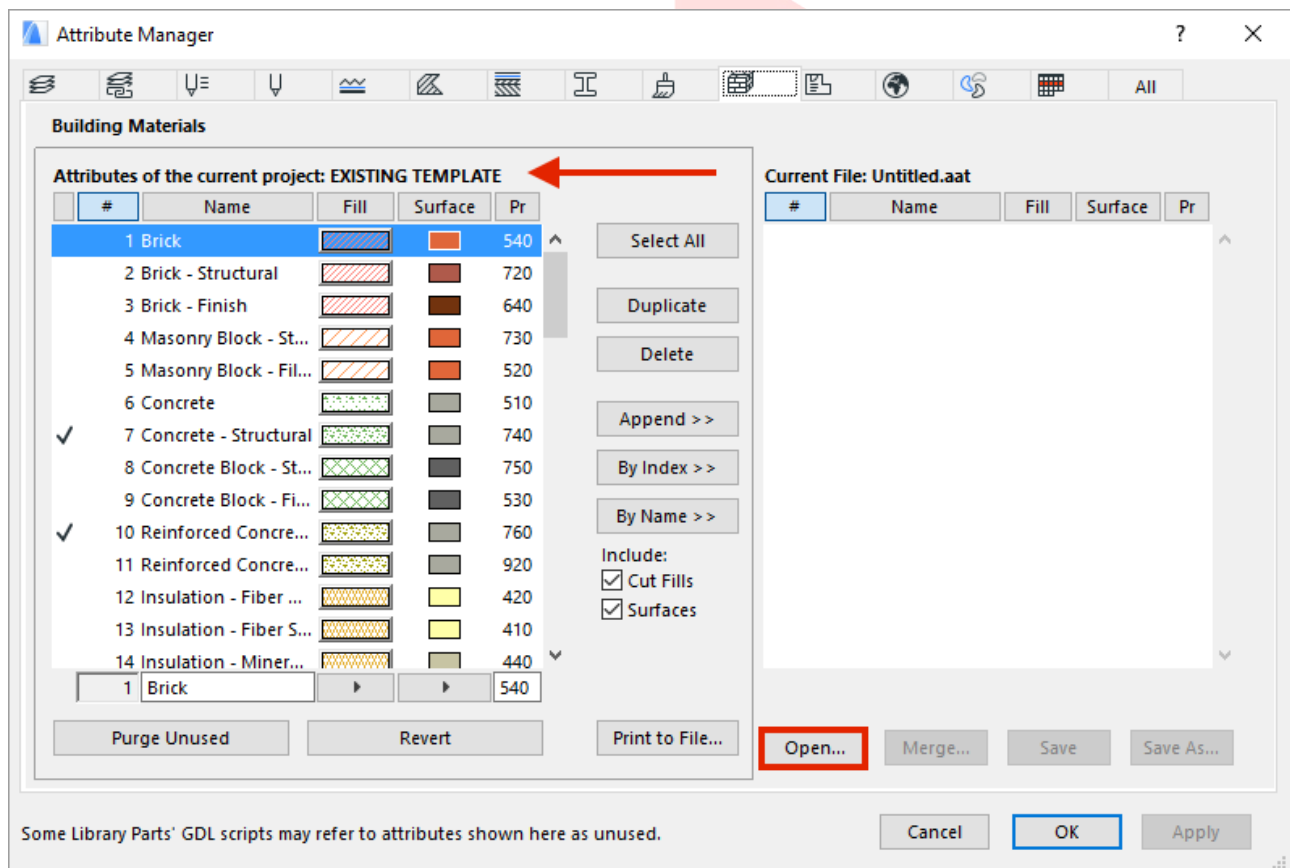 Attribute Manager ?
All
Building Materials
Attributes of the current project: EXISTING TEMPLATE
# Name Fill Surface Pr
1 Brick 540
2 Brick - Structural 720
3 Brick - Finish 640
4 Masonry Block - St... 730
5 Masonry Block - Fil... 520
6 Concrete 510
7 Concrete - Structural 740
8 Concrete Block - St... 750
9 Concrete Block - Fi... 530
10 Reinforced Concre... 760
11 Reinforced Concre... 920
12 Insulation - Fiber ... 420
13 Insulation - Fiber S... 410
14 Insulation - Miner... 440
1 Brick 540
Purge Unused Revert
Select All
Duplicate
Delete
Append >>
By Index >>
By Name >>
Include:
Cut Fills
Surfaces
Print to File...
Current File: Untitled.aat
# Name Fill Surface Pr
Open... Merge... Save Save As...
Some Library Parts' GDL scripts may refer to attributes shown here as unused.
Cancel OK Apply